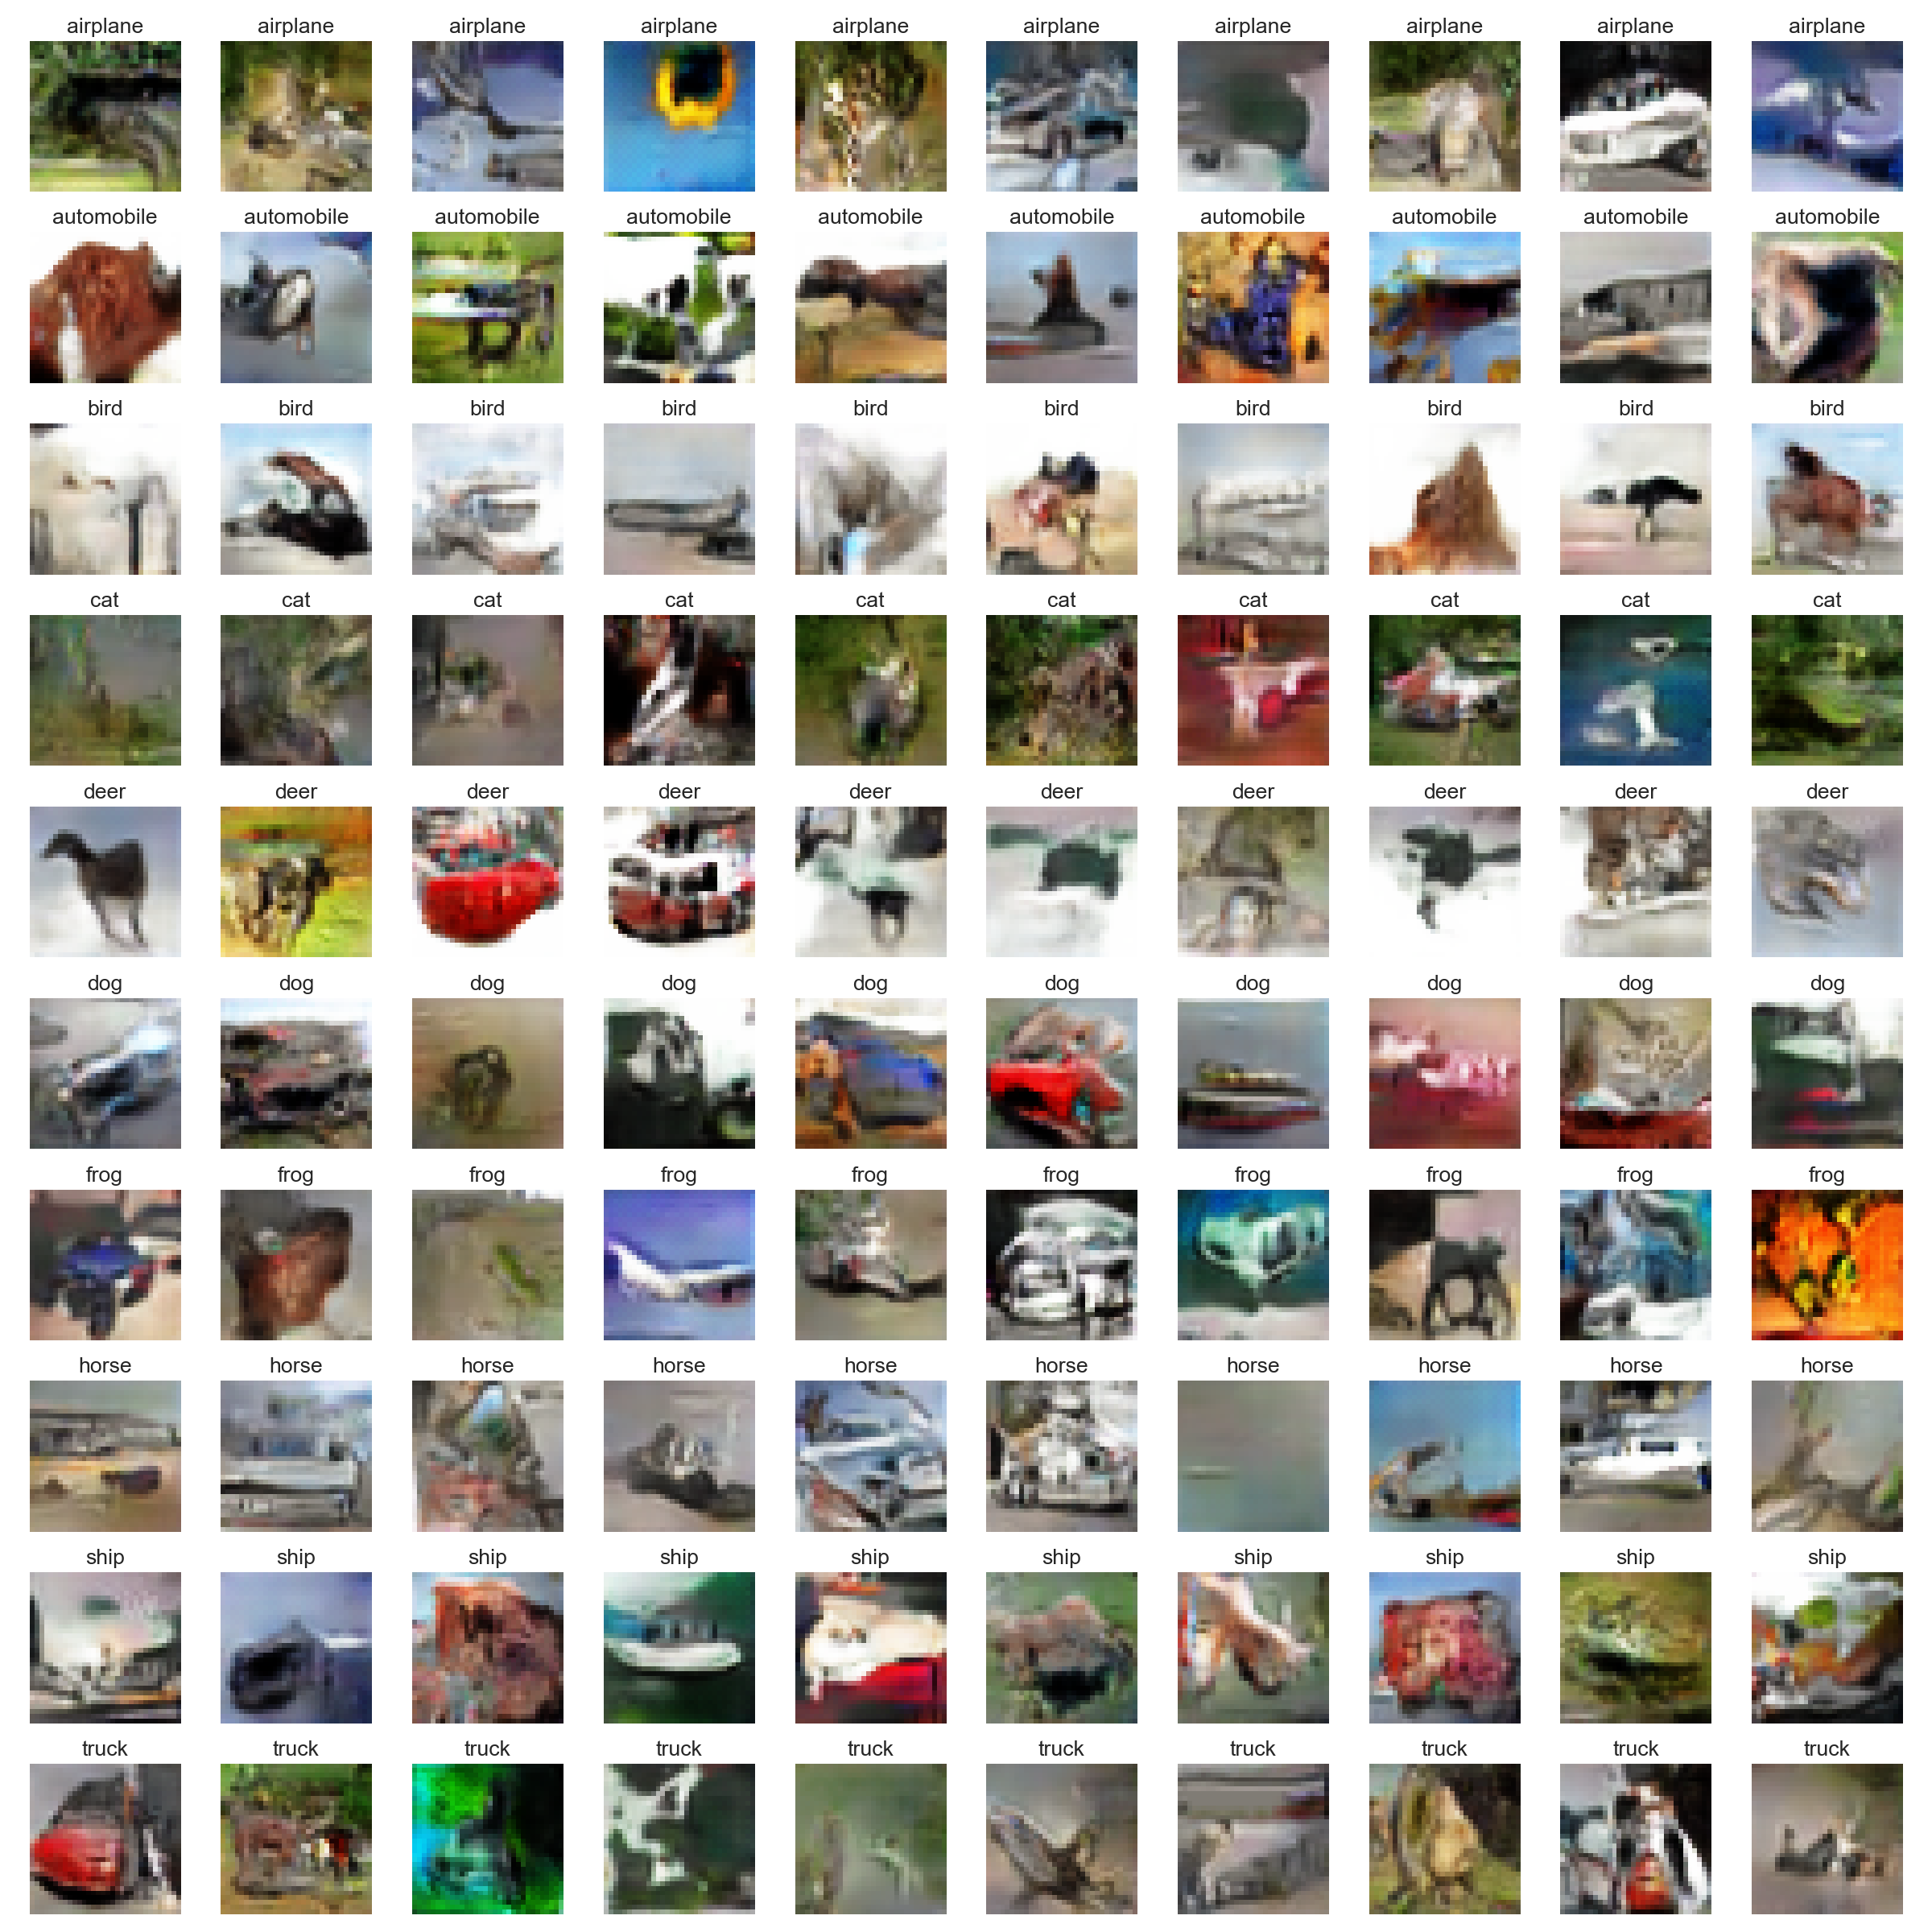 airplane airplane airplane airplane airplane airplane airplane airplane airplane airplane
automobile automobile automobile automobile automobile automobile automobile automobile automobile automobile
bird bird bird bird bird bird bird bird bird bird
cat cat cat cat cat cat cat cat cat cat
deer deer deer deer deer deer deer deer deer deer
dog dog dog dog dog dog dog dog dog dog
frog frog frog frog frog frog frog frog frog frog
horse horse horse horse horse horse horse horse horse horse
ship ship ship ship ship ship ship ship ship ship
truck truck truck truck truck truck truck truck truck truck